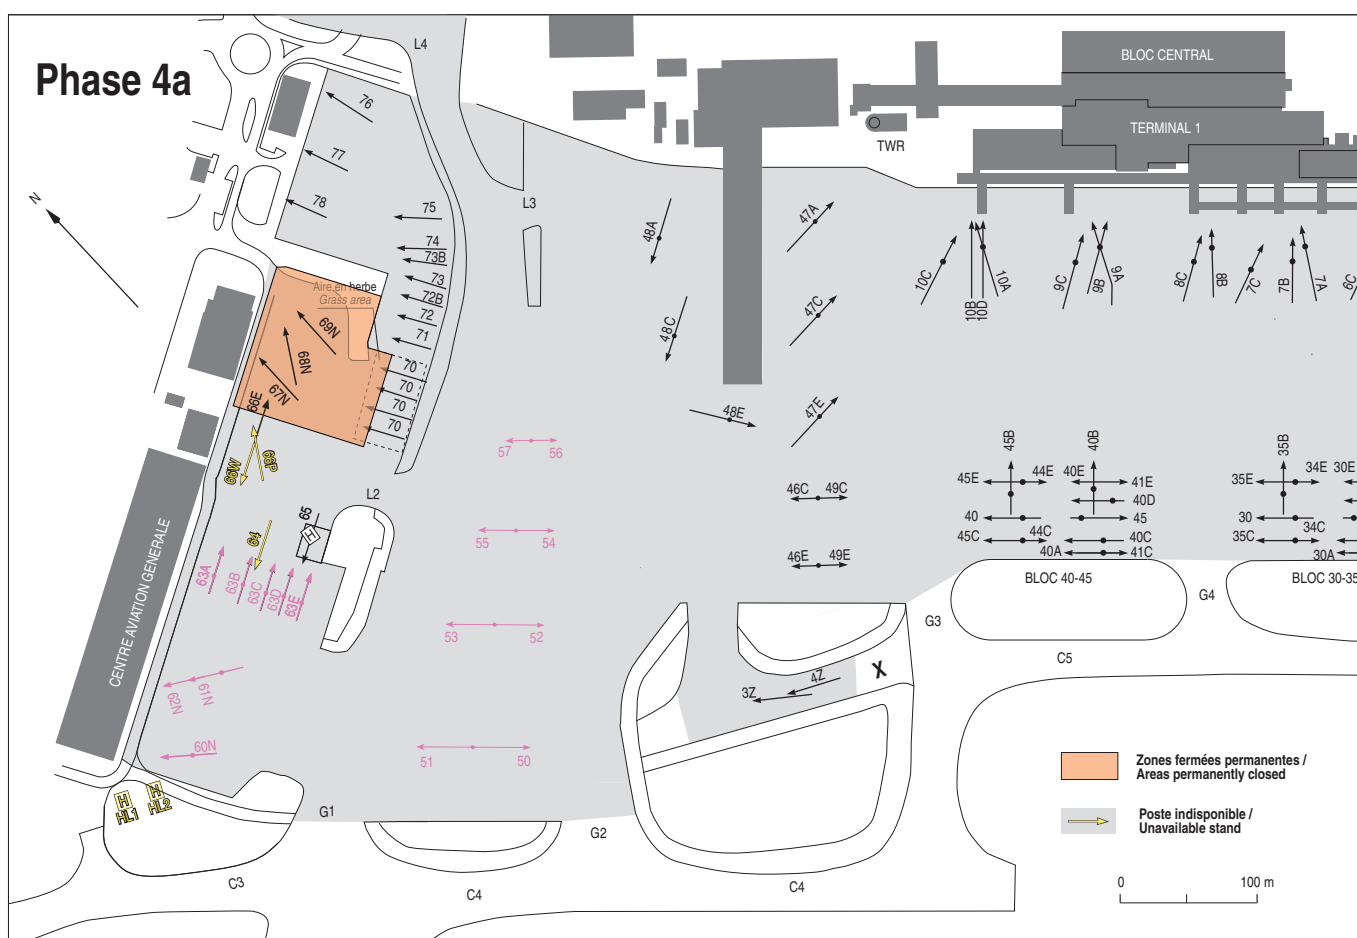 Phase 4a
L4
BLOC CENTRAL
TERMINAL 1
TWR
76
77
78
75
74
73B
73
72B
72
71
70
70
70
70
N
L3
Aire en herbe
Grass area
69N
68N
67N
66E
66W
66P
64
65
H
L2
48A
48C
48E
47A
47C
47E
10C
10B
10D
10A
9C
9B
9A
8C
8B
7C
7B
7A
6C
57
56
55
54
53
52
51
50
46C
49C
46E
49E
45B
40B
35B
45E
44E
40E
41E
35E
34E
30E
40D
40
45
30
34C
45C
44C
40C
35C
40A
41C
30A
BLOC 40-45
BLOC 30-35
G4
G3
C5
63A
63B
63C
63D
63E
62N
61N
60N
CENTRE AVIATION GENERALE
3Z
4Z
X
H
HL1
H
HL2
G1
G2
C3
C4
C4
Zones fermées permanentes /
Areas permanently closed
Poste indisponible /
Unavailable stand
0
100 m